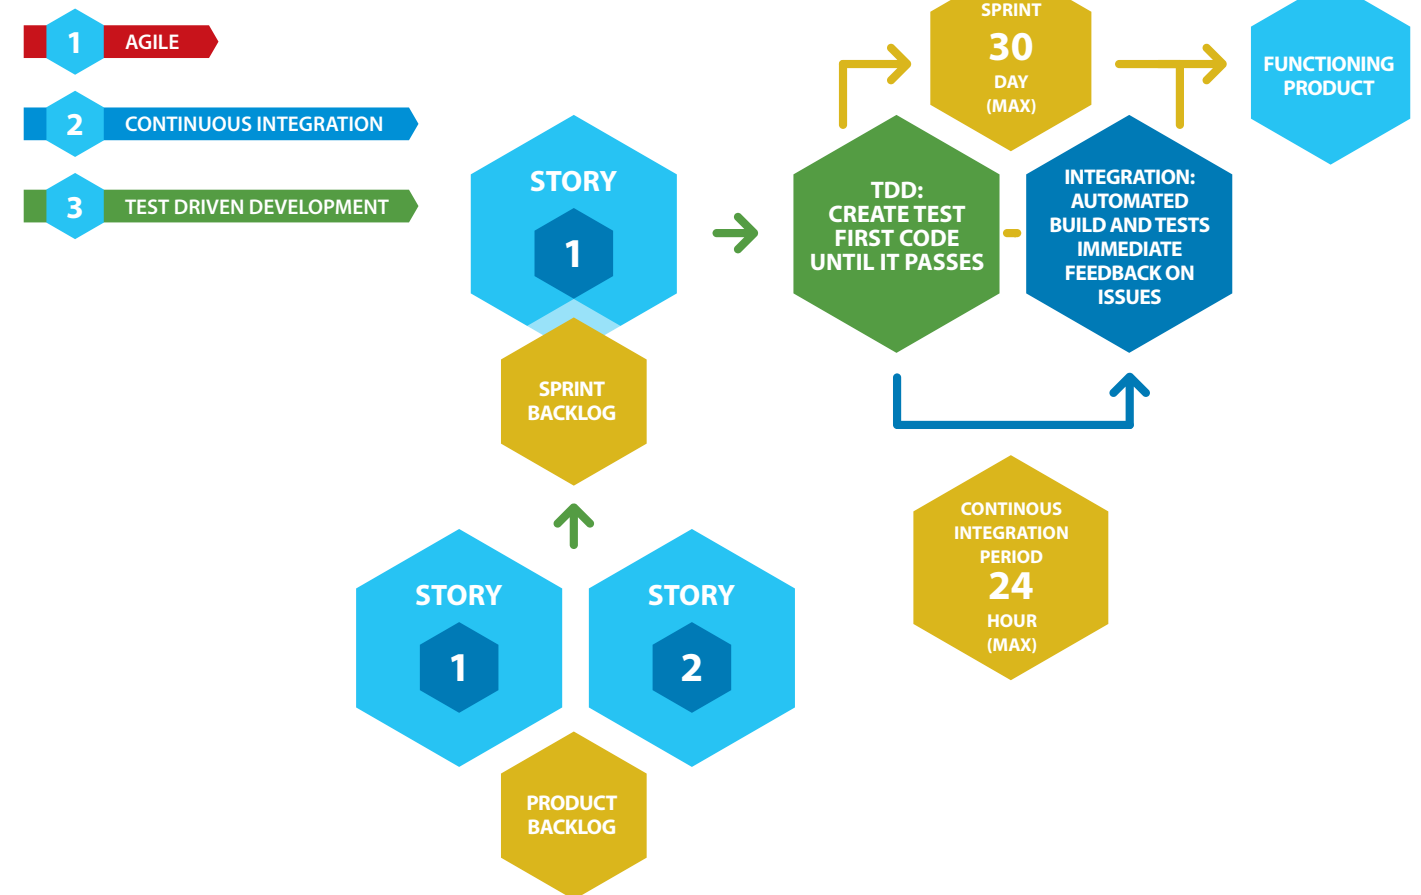 1
AGILE
2
CONTINUOUS INTEGRATION
3
TEST DRIVEN DEVELOPMENT
STORY
1
SPRINT
BACKLOG
STORY
1
STORY
2
PRODUCT
BACKLOG
TDD:
CREATE TEST
FIRST CODE
UNTIL IT PASSES
SPRINT
30
DAY
(MAX)
INTEGRATION:
AUTOMATED
BUILD AND TESTS
IMMEDIATE
FEEDBACK ON
ISSUES
FUNCTIONING
PRODUCT
CONTINOUS
INTEGRATION
PERIOD
24
HOUR
(MAX)